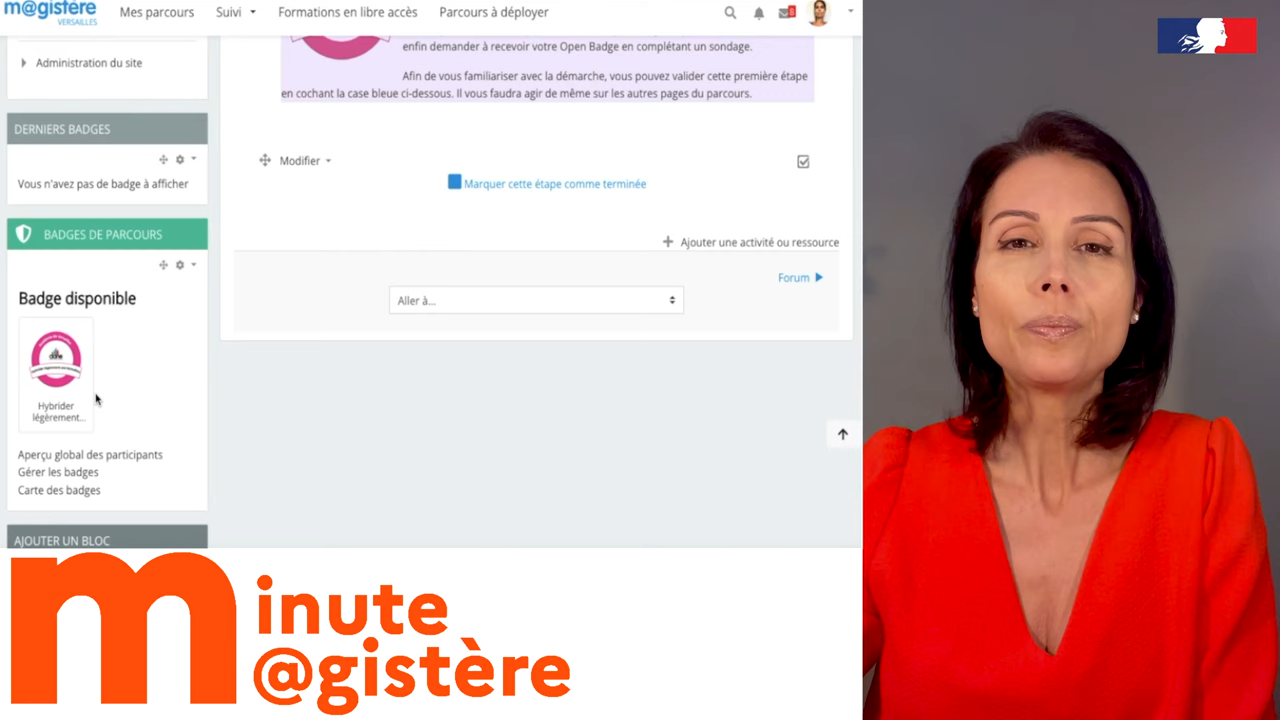 m@gistère
VERSAILLES
Mes parcours
Suivi
Formations en libre accès
Parcours à déployer
8
Administration du site
DERNIERS BADGES
Vous n'avez pas de badge à afficher
BADGES DE PARCOURS
Badge disponible
dane
Hybrider
légèrement...
Aperçu global des participants
Gérer les badges
Carte des badges
AJOUTER UN BLOC
enfin demander à recevoir votre Open Badge en complétant un sondage.
Afin de vous familiariser avec la démarche, vous pouvez valider cette première étape
en cochant la case bleue ci-dessous. Il vous faudra agir de même sur les autres pages du parcours.
Modifier
Marquer cette étape comme terminée
Ajouter une activité ou ressource
Forum
Aller à...
minute
m@gistère